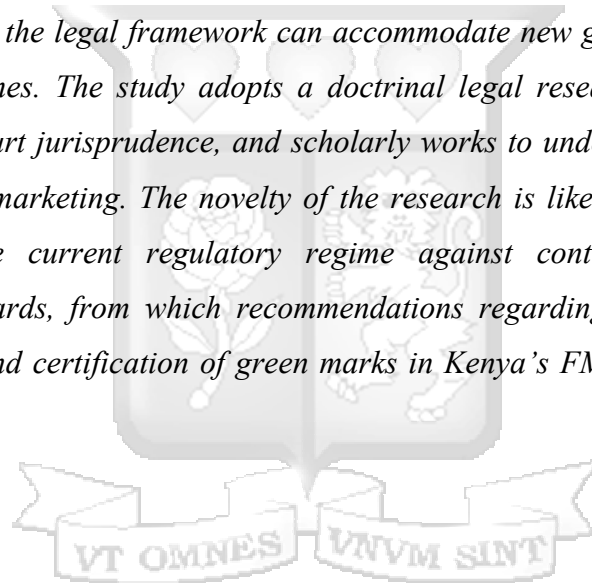 the legal framework can accommodate new g
nes. The study adopts a doctrinal legal resea
urt jurisprudence, and scholarly works to und
marketing. The novelty of the research is like
e current regulatory regime against cont
ards, from which recommendations regarding
nd certification of green marks in Kenya's FM
VT OMNES VNVM SINT